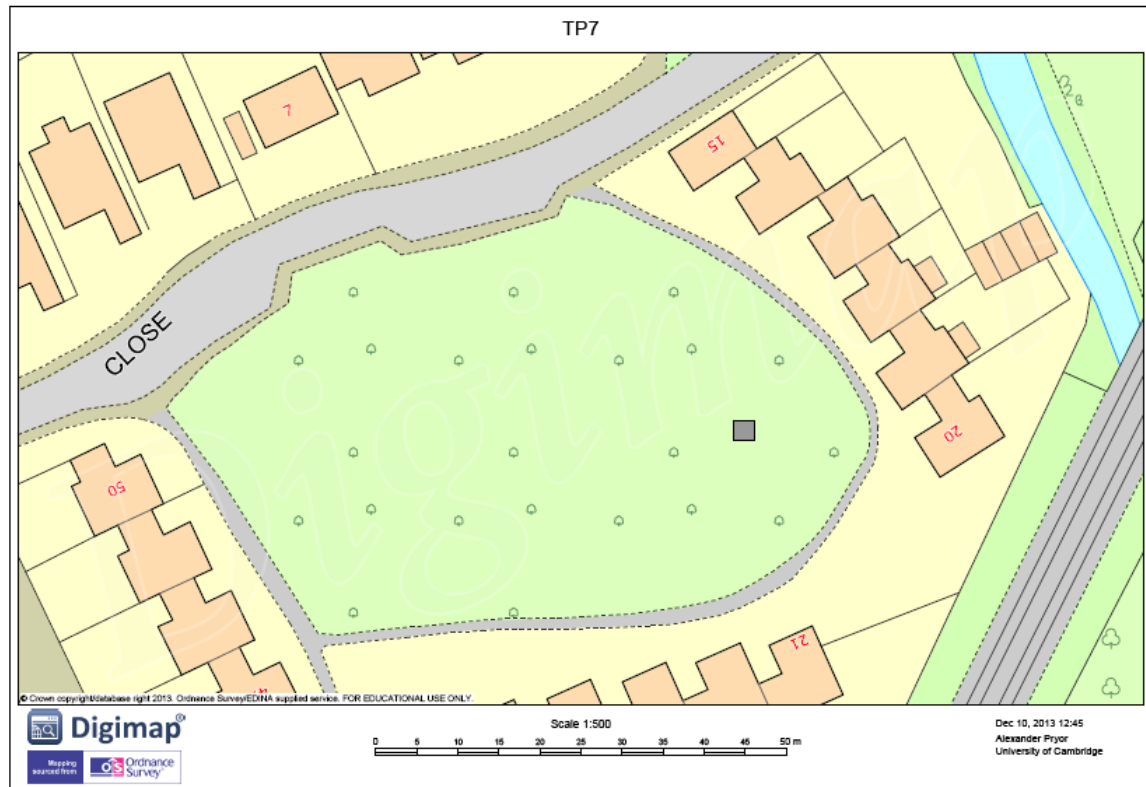 TP7
7
15
CLOSE
20
50
21
Digimap
© Crown copyright/database right 2013. Ordnance Survey/EDINA supplied service. FOR EDUCATIONAL USE ONLY.
Digimap®
Mapping
sourced from
OS Ordnance
Survey®
Scale 1:500
0 5 10 15 20 25 30 35 40 45 50 m
Dec 10, 2013 12:45
Alexander Pryor
University of Cambridge